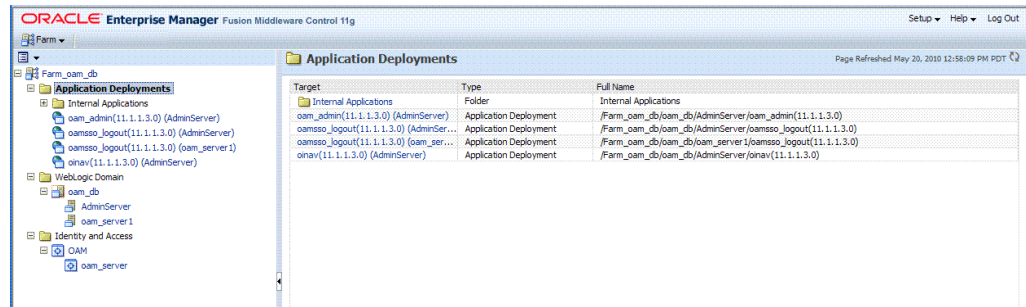 ORACLE Enterprise Manager Fusion Middleware Control 11g
Setup Help Log Out
Farm
Farm_oam_db
Application Deployments
Internal Applications
oam_admin(11.1.1.3.0) (AdminServer)
oamsso_logout(11.1.1.3.0) (AdminServer)
oamsso_logout(11.1.1.3.0) (oam_server1)
oinav(11.1.1.3.0) (AdminServer)
WebLogic Domain
oam_db
AdminServer
oam_server1
Identity and Access
OAM
oam_server
Application Deployments
Page Refreshed May 20, 2010 12:58:09 PM PDT
Target Type Full Name
Internal Applications Folder Internal Applications
oam_admin(11.1.1.3.0) (AdminServer) Application Deployment /Farm_oam_db/oam_db/AdminServer/oam_admin(11.1.1.3.0)
oamsso_logout(11.1.1.3.0) (AdminSer... Application Deployment /Farm_oam_db/oam_db/AdminServer/oamsso_logout(11.1.1.3.0)
oamsso_logout(11.1.1.3.0) (oam_ser... Application Deployment /Farm_oam_db/oam_db/oam_server1/oamsso_logout(11.1.1.3.0)
oinav(11.1.1.3.0) (AdminServer) Application Deployment /Farm_oam_db/oam_db/AdminServer/oinav(11.1.1.3.0)